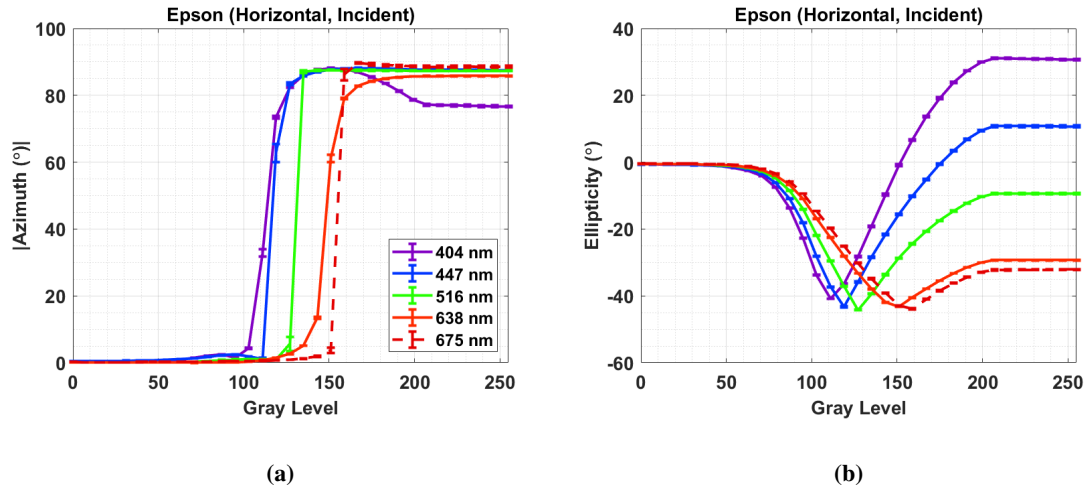 Epson (Horizontal, Incident)
100
80
60
40
20
0
|Azimuth (°)|
404 nm
447 nm
516 nm
638 nm
675 nm
0 50 100 150 200 250
Gray Level
(a)
Epson (Horizontal, Incident)
40
20
0
-20
-40
-60
Ellipticity (°)
0 50 100 150 200 250
Gray Level
(b)